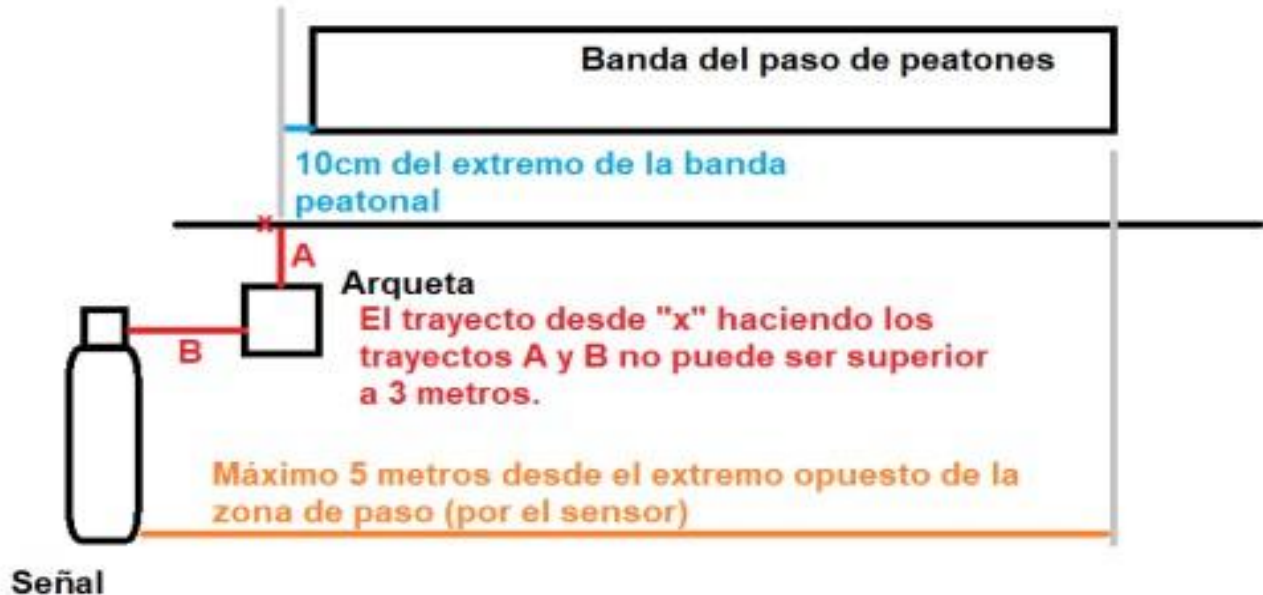 Banda del paso de peatones
10cm del extremo de la banda
peatonal
x
A
Arqueta
El trayecto desde "x" haciendo los
trayectos A y B no puede ser superior
a 3 metros.
B
Máximo 5 metros desde el extremo opuesto de la
zona de paso (por el sensor)
Señal